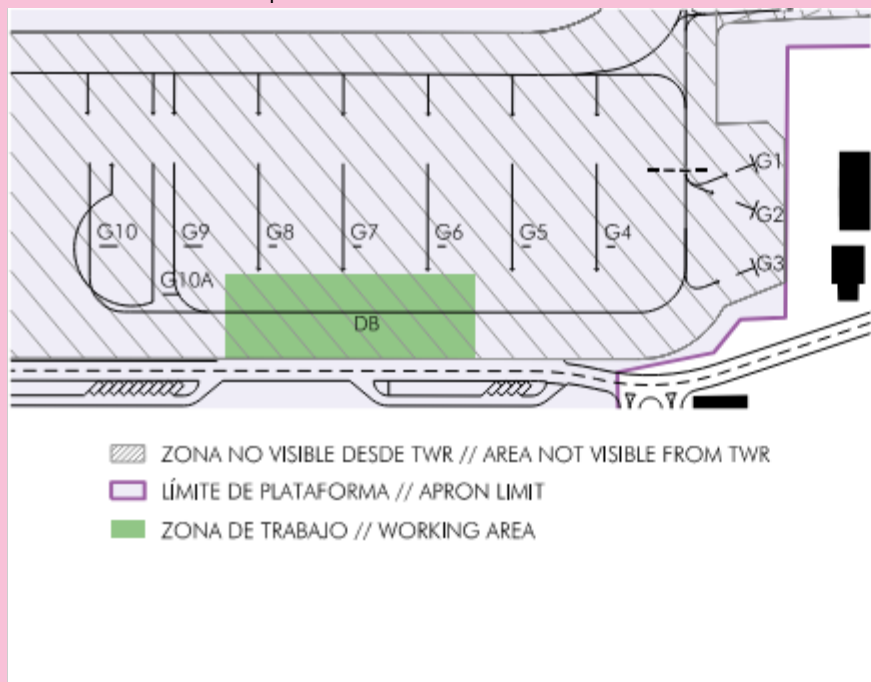 G1
G2
G10 G9 G8 G7 G6 G5 G4
G3
G10A
DB
ZONA NO VISIBLE DESDE TWR // AREA NOT VISIBLE FROM TWR
LÍMITE DE PLATAFORMA // APRON LIMIT
ZONA DE TRABAJO // WORKING AREA